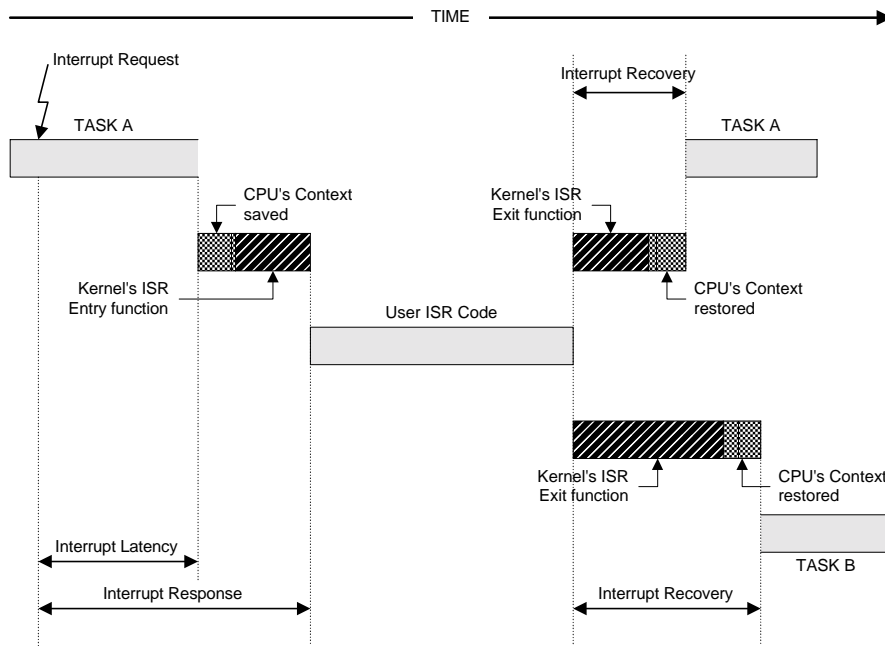 TIME
Interrupt Request
Interrupt Recovery
TASK A
TASK A
CPU's Context
saved
Kernel's ISR
Exit function
Kernel's ISR
Entry function
CPU's Context
restored
User ISR Code
Kernel's ISR
Exit function
CPU's Context
restored
Interrupt Latency
TASK B
Interrupt Response
Interrupt Recovery